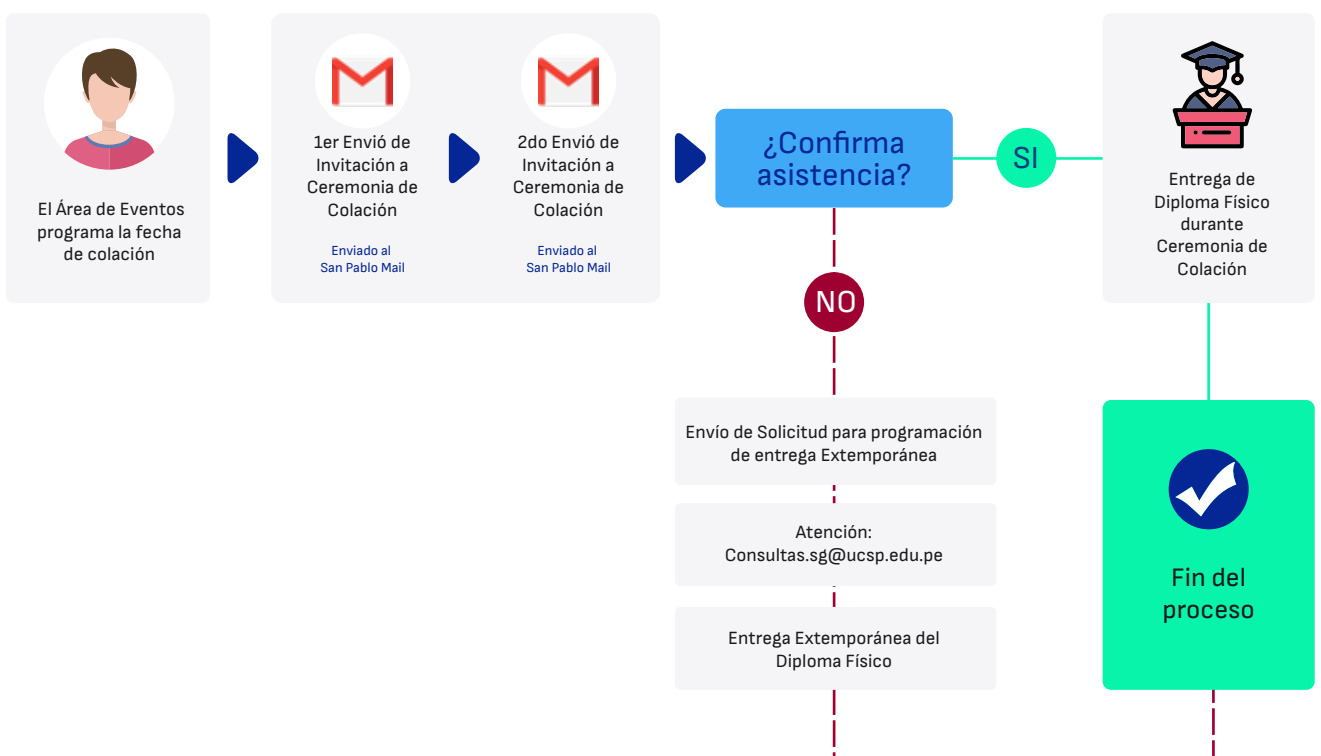 El Área de Eventos
programa la fecha
de colación
1er Envió de
Invitación a
Ceremonia de
Colación
Enviado al
San Pablo Mail
2do Envió de
Invitación a
Ceremonia de
Colación
Enviado al
San Pablo Mail
¿Confirma
asistencia?
SI
Entrega de
Diploma Físico
durante
Ceremonia de
Colación
NO
Envío de Solicitud para programación
de entrega Extemporánea
Atención:
Consultas.sg@ucsp.edu.pe
Entrega Extemporánea del
Diploma Físico
Fin del
proceso